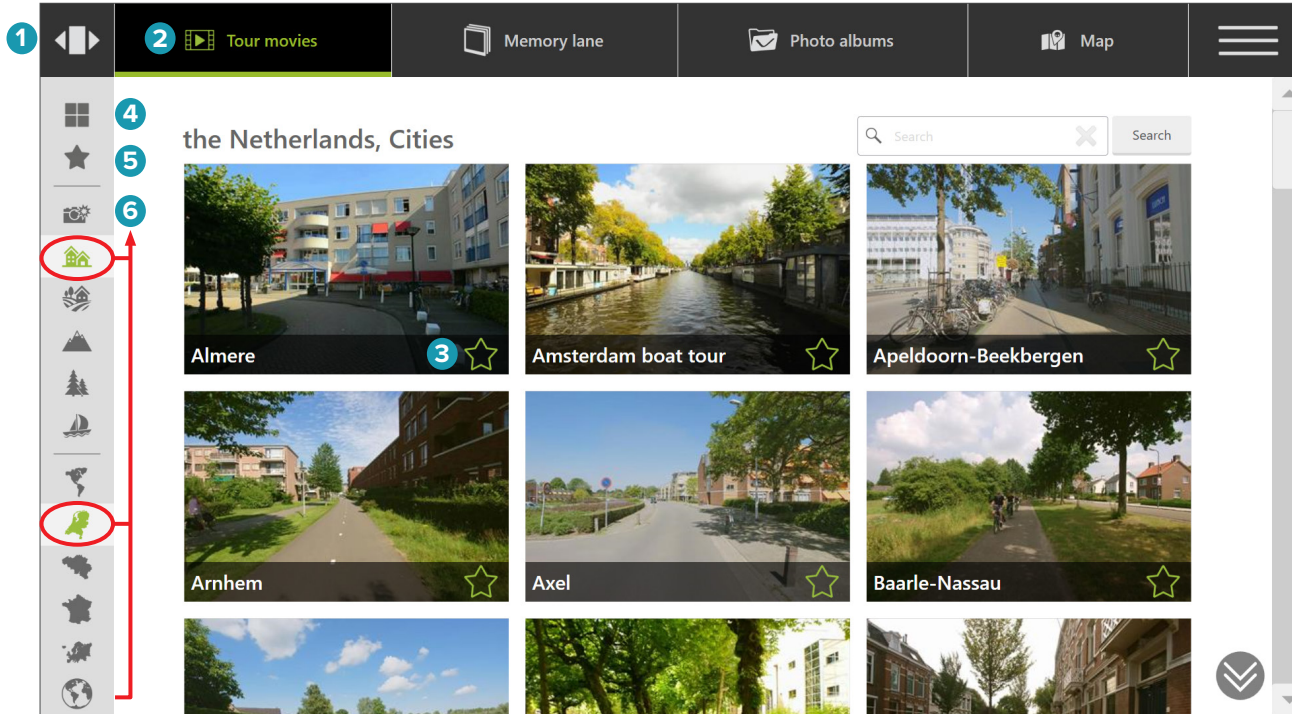 1
2 Tour movies
Memory lane
Photo albums
Map
4
5
6
the Netherlands, Cities
Search
Search
Almere
3
Amsterdam boat tour
Apeldoorn-Beekbergen
Arnhem
Axel
Baarle-Nassau